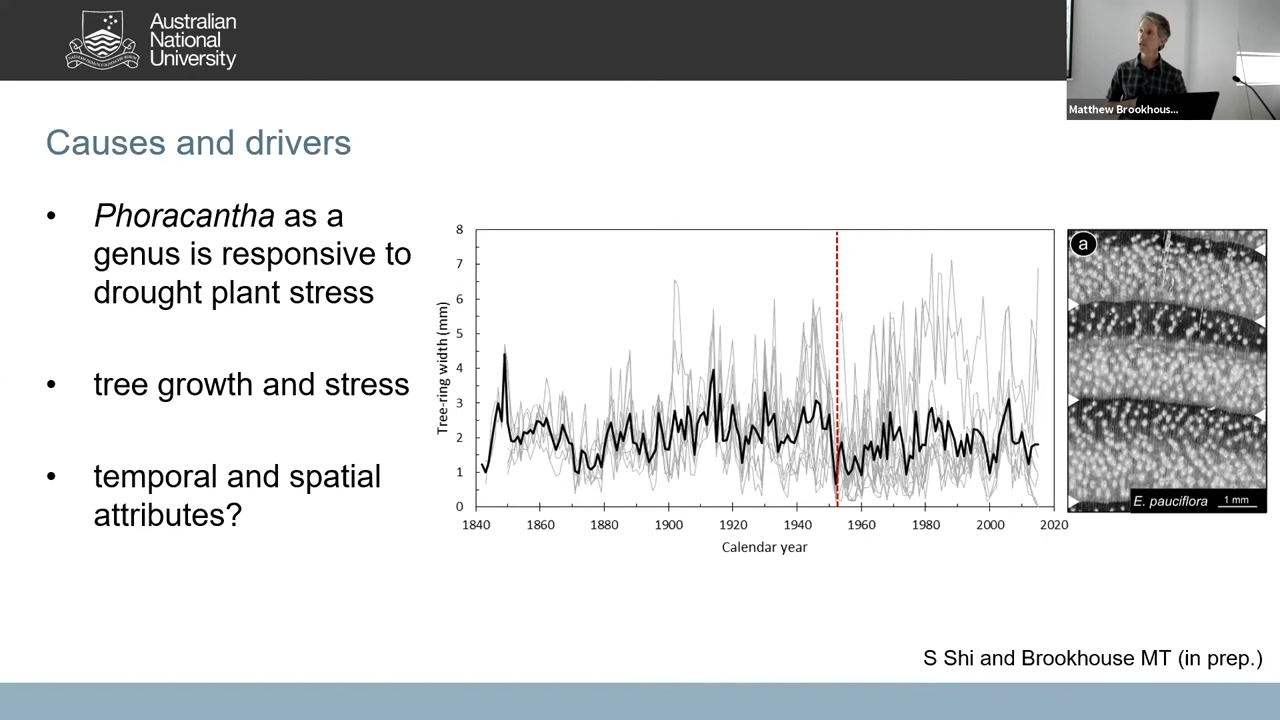 Australian
National
University
Matthew Brookhous...
Causes and drivers
• Phoracantha as a
genus is responsive to
drought plant stress
• tree growth and stress
• temporal and spatial
attributes?
Tree-ring width (mm)
8
7
6
5
4
3
2
1
0
1840 1860 1880 1900 1920 1940 1960 1980 2000 2020
Calendar year
a
E. pauciflora 1 mm
S Shi and Brookhouse MT (in prep.)